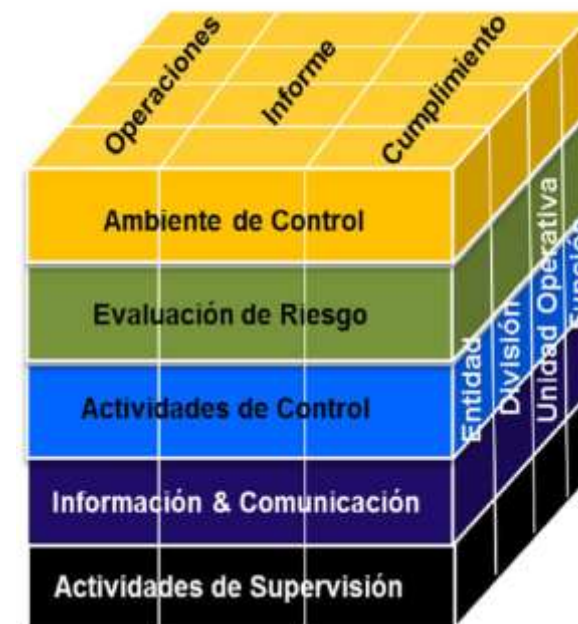 Operaciones
Informe
Cumplimiento
Ambiente de Control
Evaluación de Riesgo
Actividades de Control
Información & Comunicación
Actividades de Supervisión
Entidad
División
Unidad Operativa